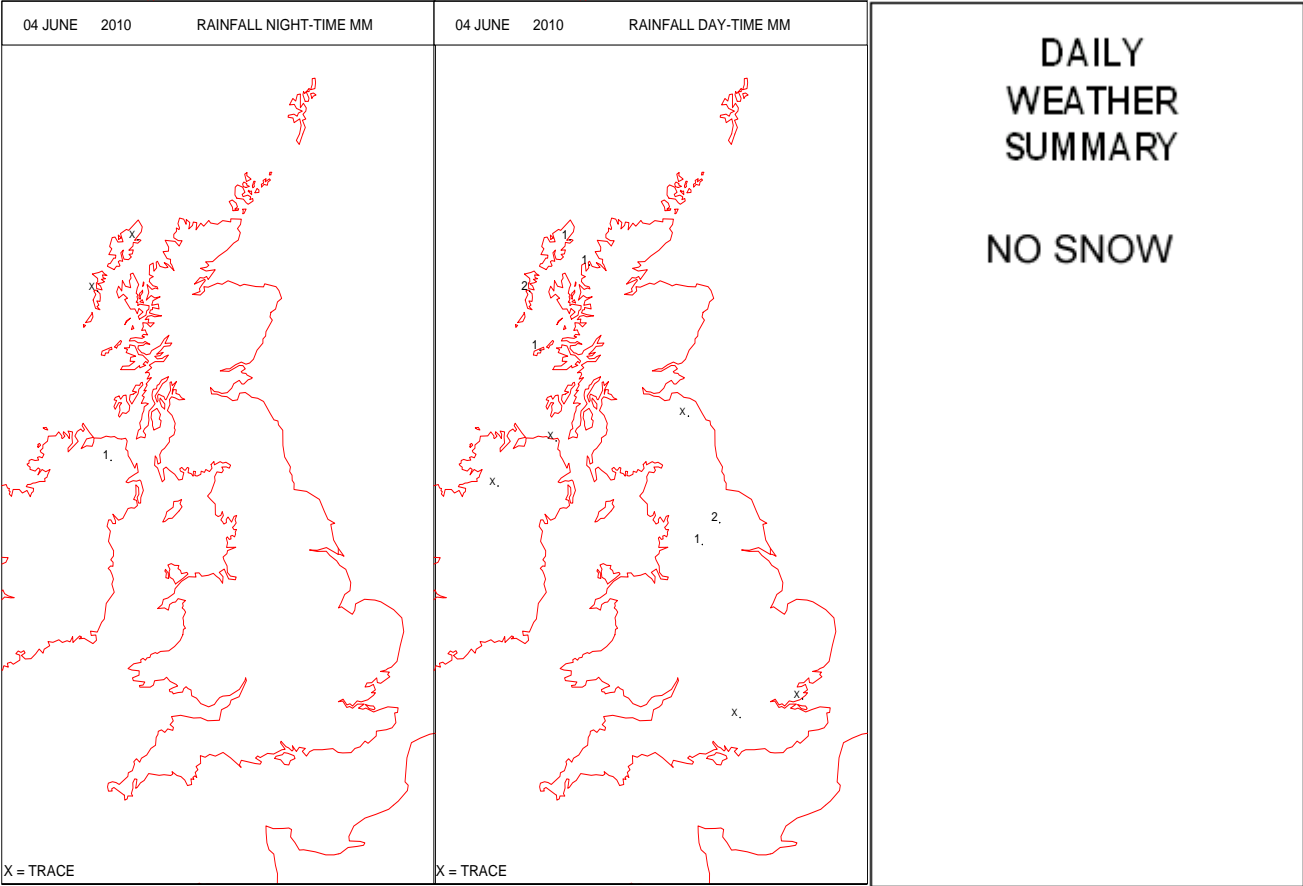 04 JUNE 2010 RAINFALL NIGHT-TIME MM
X
X
1.
X = TRACE
04 JUNE 2010 RAINFALL DAY-TIME MM
1
1
2
1
X.
X.
X.
2.
1.
X.
X.
X = TRACE
DAILY
WEATHER
SUMMARY
NO SNOW